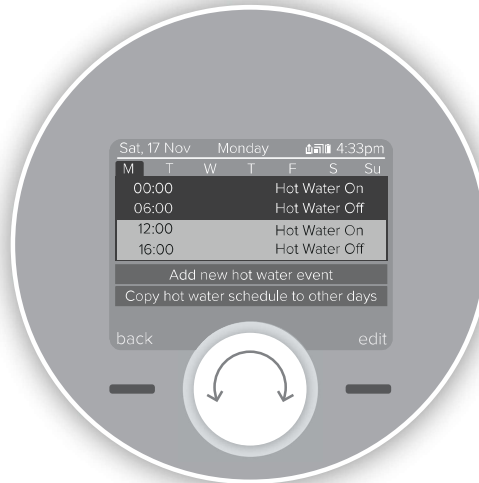 Sat, 17 Nov Monday 4:33pm
M T W T F S Su
00:00 Hot Water On
06:00 Hot Water Off
12:00 Hot Water On
16:00 Hot Water Off
Add new hot water event
Copy hot water schedule to other days
back edit